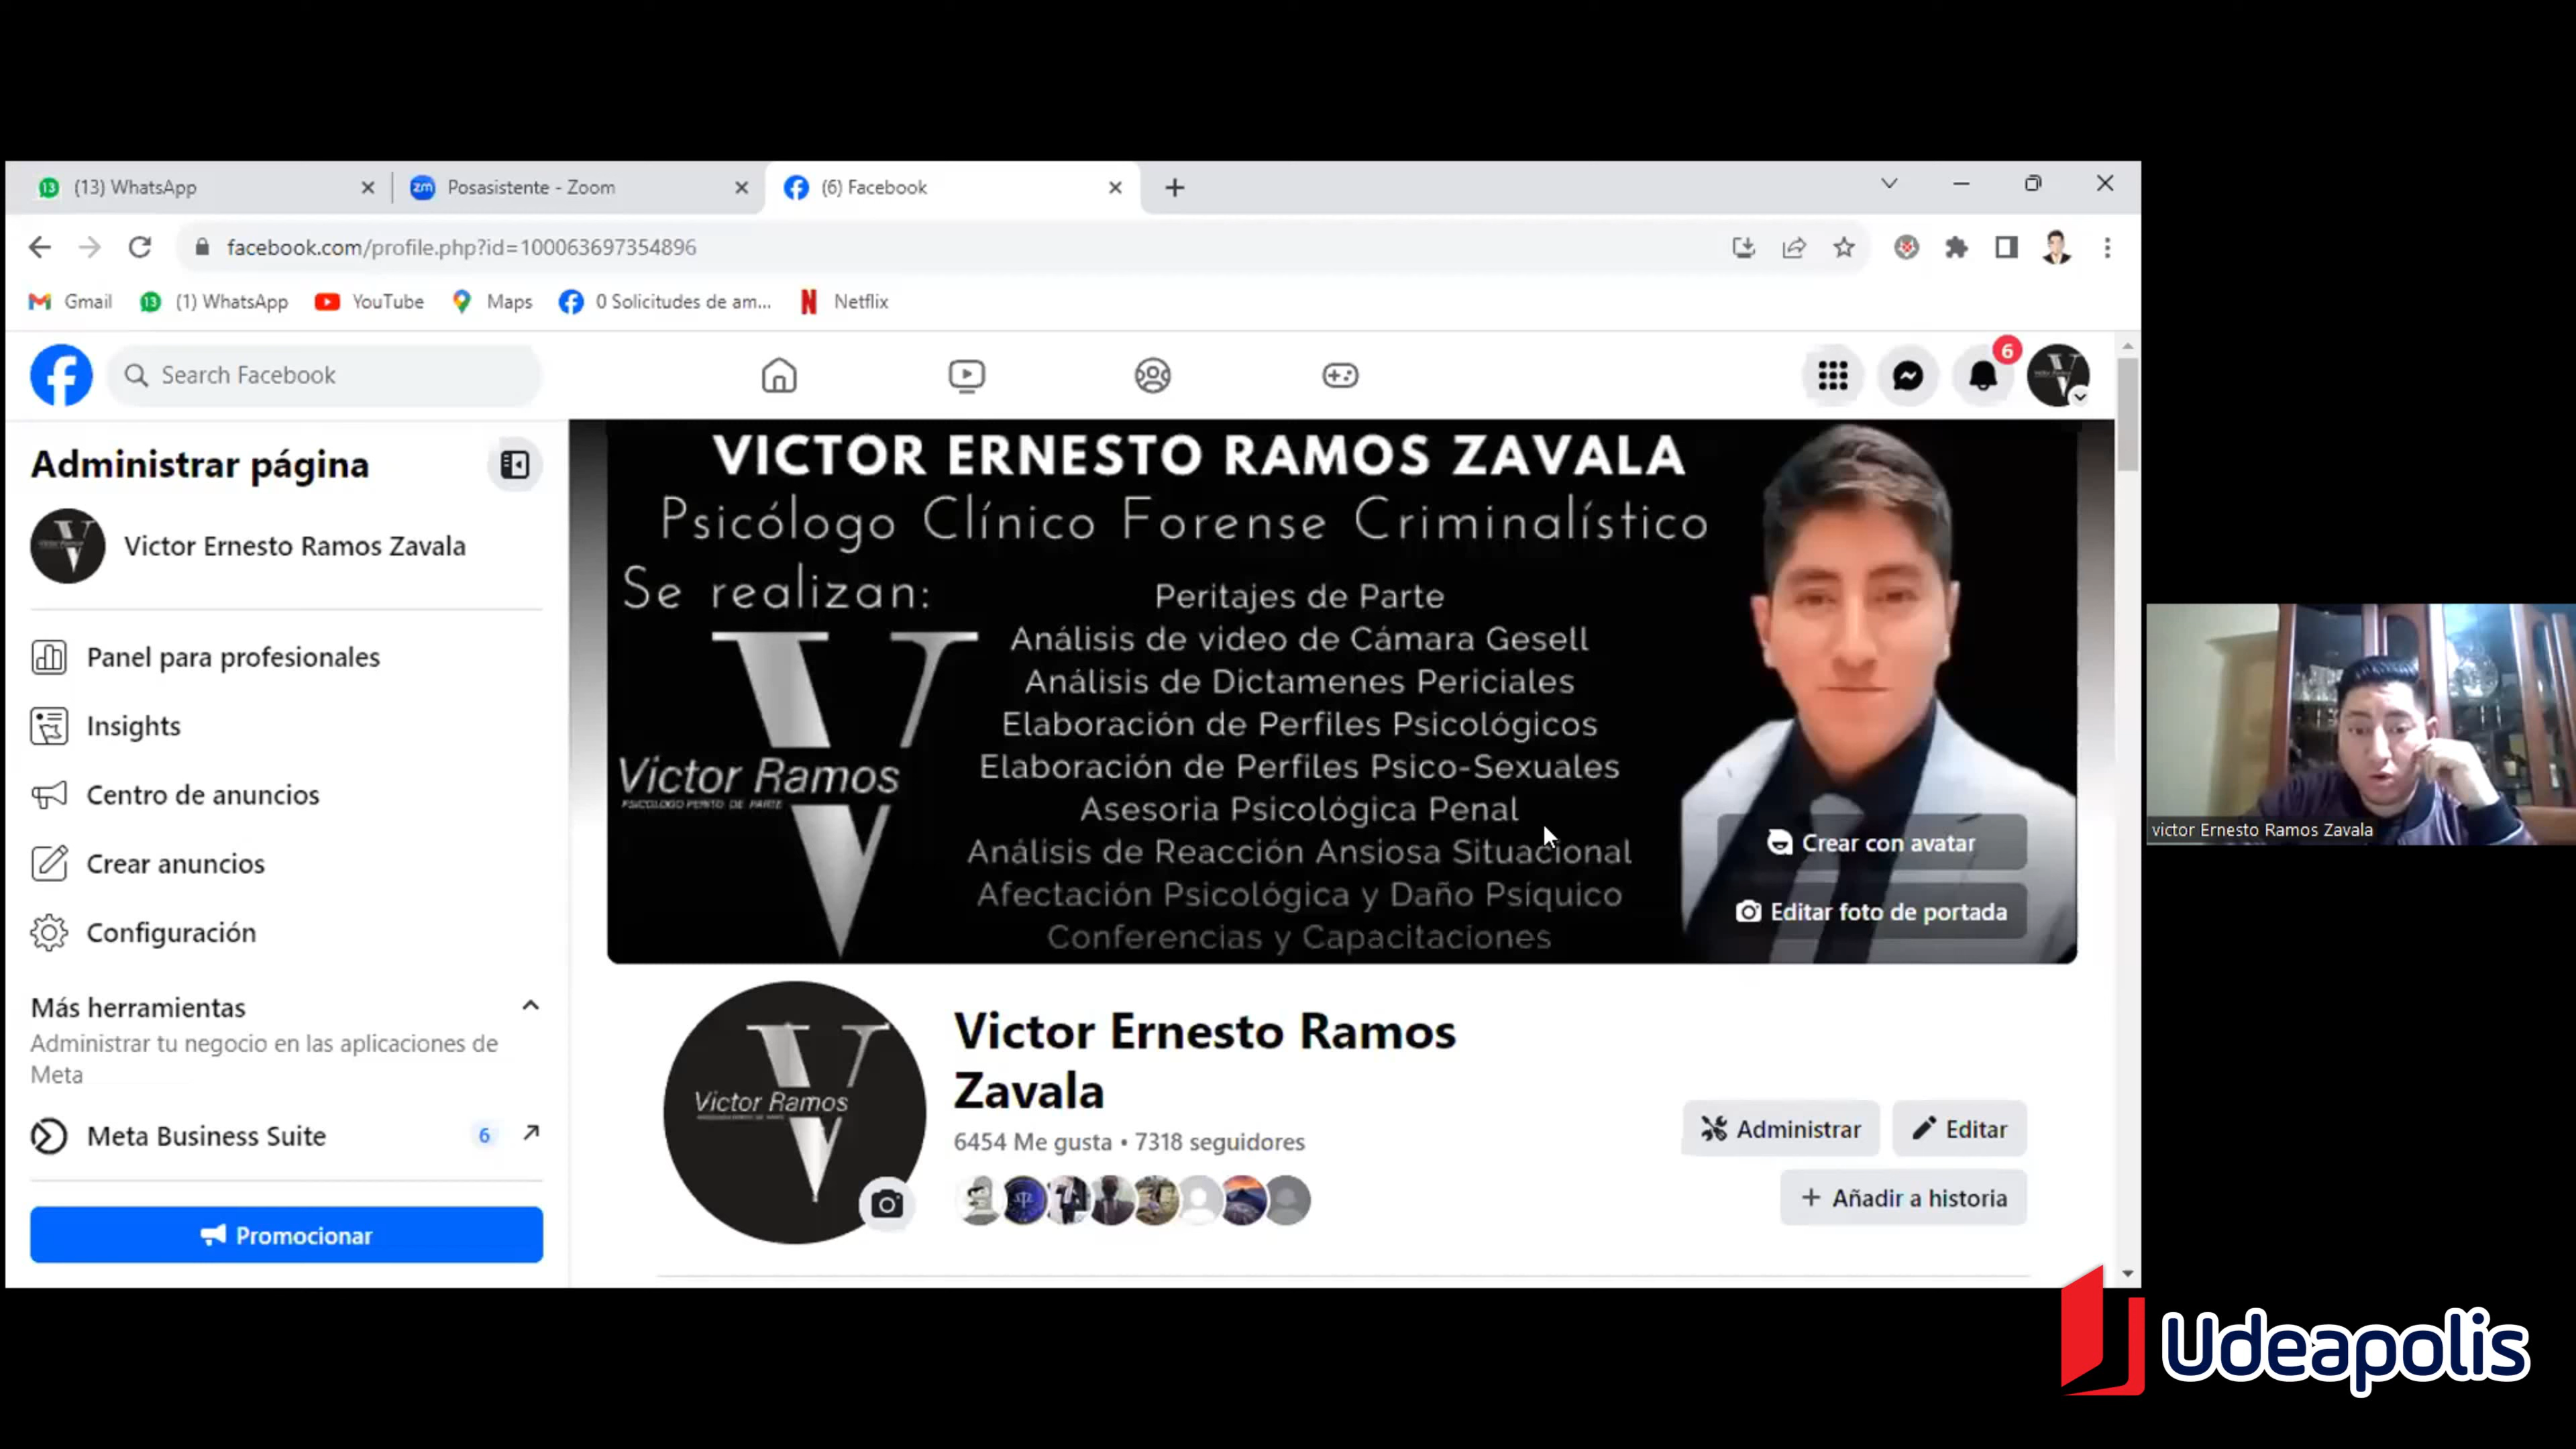 (13) WhatsApp
Posasistente - Zoom
(6) Facebook
facebook.com/profile.php?id=100063697354896
Gmail
13
(1) WhatsApp
YouTube
Maps
0 Solicitudes de am...
Netflix
Search Facebook
6
Administrar página
Victor Ernesto Ramos Zavala
Panel para profesionales
Insights
Centro de anuncios
Crear anuncios
Configuración
Más herramientas
Administrar tu negocio en las aplicaciones de
Meta
Meta Business Suite
6
Promocionar
VICTOR ERNESTO RAMOS ZAVALA
Psicólogo Clínico Forense Criminalístico
Se realizan:
Peritajes de Parte
Análisis de video de Cámara Gesell
Análisis de Dictamenes Periciales
Elaboración de Perfiles Psicológicos
Elaboración de Perfiles Psico-Sexuales
Asesoria Psicológica Penal
Análisis de Reacción Ansiosa Situacional
Afectación Psicológica y Daño Psíquico
Conferencias y Capacitaciones
V
Victor Ramos
PSICOLOGO PERITO DE PARTE
Crear con avatar
Editar foto de portada
Victor Ramos
Victor Ernesto Ramos
Zavala
6454 Me gusta • 7318 seguidores
Administrar
Editar
+ Añadir a historia
victor Ernesto Ramos Zavala
Udeapolis